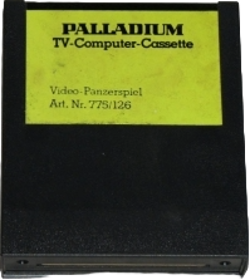 PALLADIUM
TV-Computer-Cassette
Video-Panzerspiel
Art. Nr. 775/126